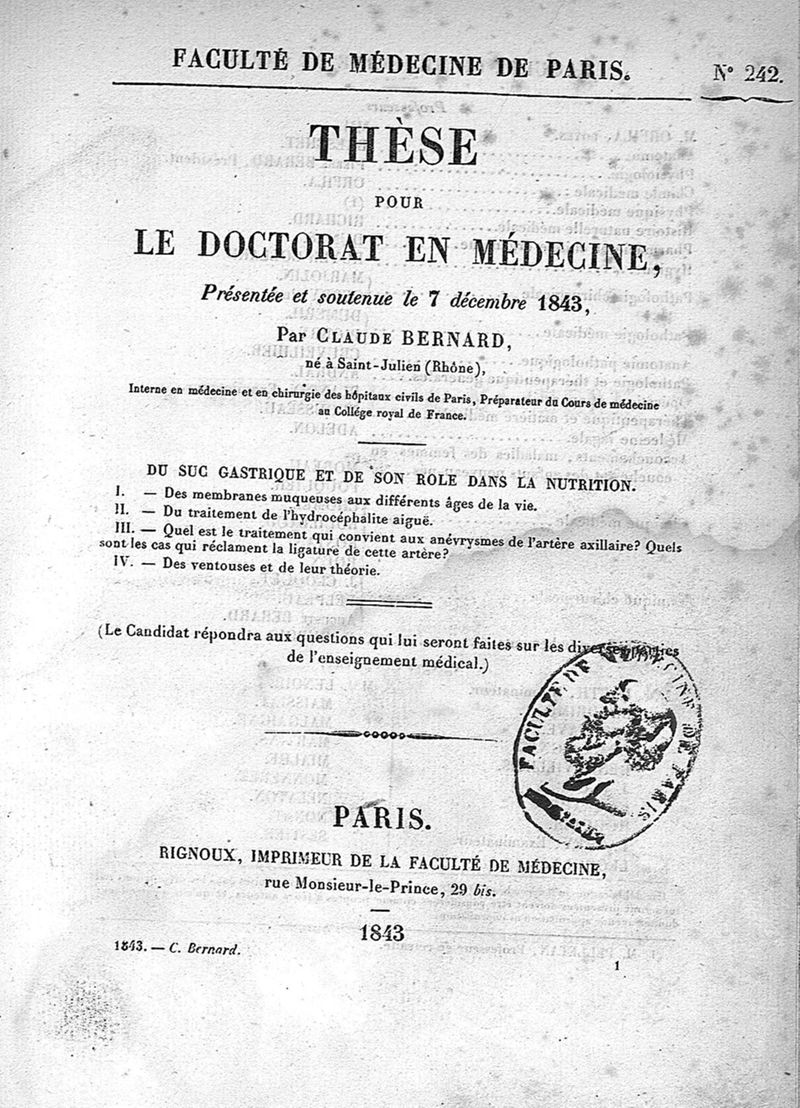 FACULTÉ DE MÉDECINE DE PARIS.
N° 242.
THÈSE
POUR
LE DOCTORAT EN MÉDECINE,
Présentée et soutenue le 7 décembre 1843,
Par CLAUDE BERNARD,
né à Saint-Julien (Rhône),
Interne en médecine et en chirurgie des hôpitaux civils de Paris, Préparateur du Cours de médecine
au Collége royal de France.
DU SUC GASTRIQUE ET DE SON ROLE DANS LA NUTRITION.
I. — Des membranes muqueuses aux différents âges de la vie.
II. — Du traitement de l'hydrocéphalite aiguë.
III. — Quel est le traitement qui convient aux anévrysmes de l'artère axillaire? Quels
sont les cas qui réclament la ligature de cette artère?
IV. — Des ventouses et de leur théorie.
(Le Candidat répondra aux questions qui lui seront faites sur les diverses parties
de l'enseignement médical.)
FACULTÉ DE MÉDECINE DE PARIS
PARIS.
RIGNOUX, IMPRIMEUR DE LA FACULTÉ DE MÉDECINE,
rue Monsieur-le-Prince, 29 bis.
1843
1843. — C. Bernard.
1